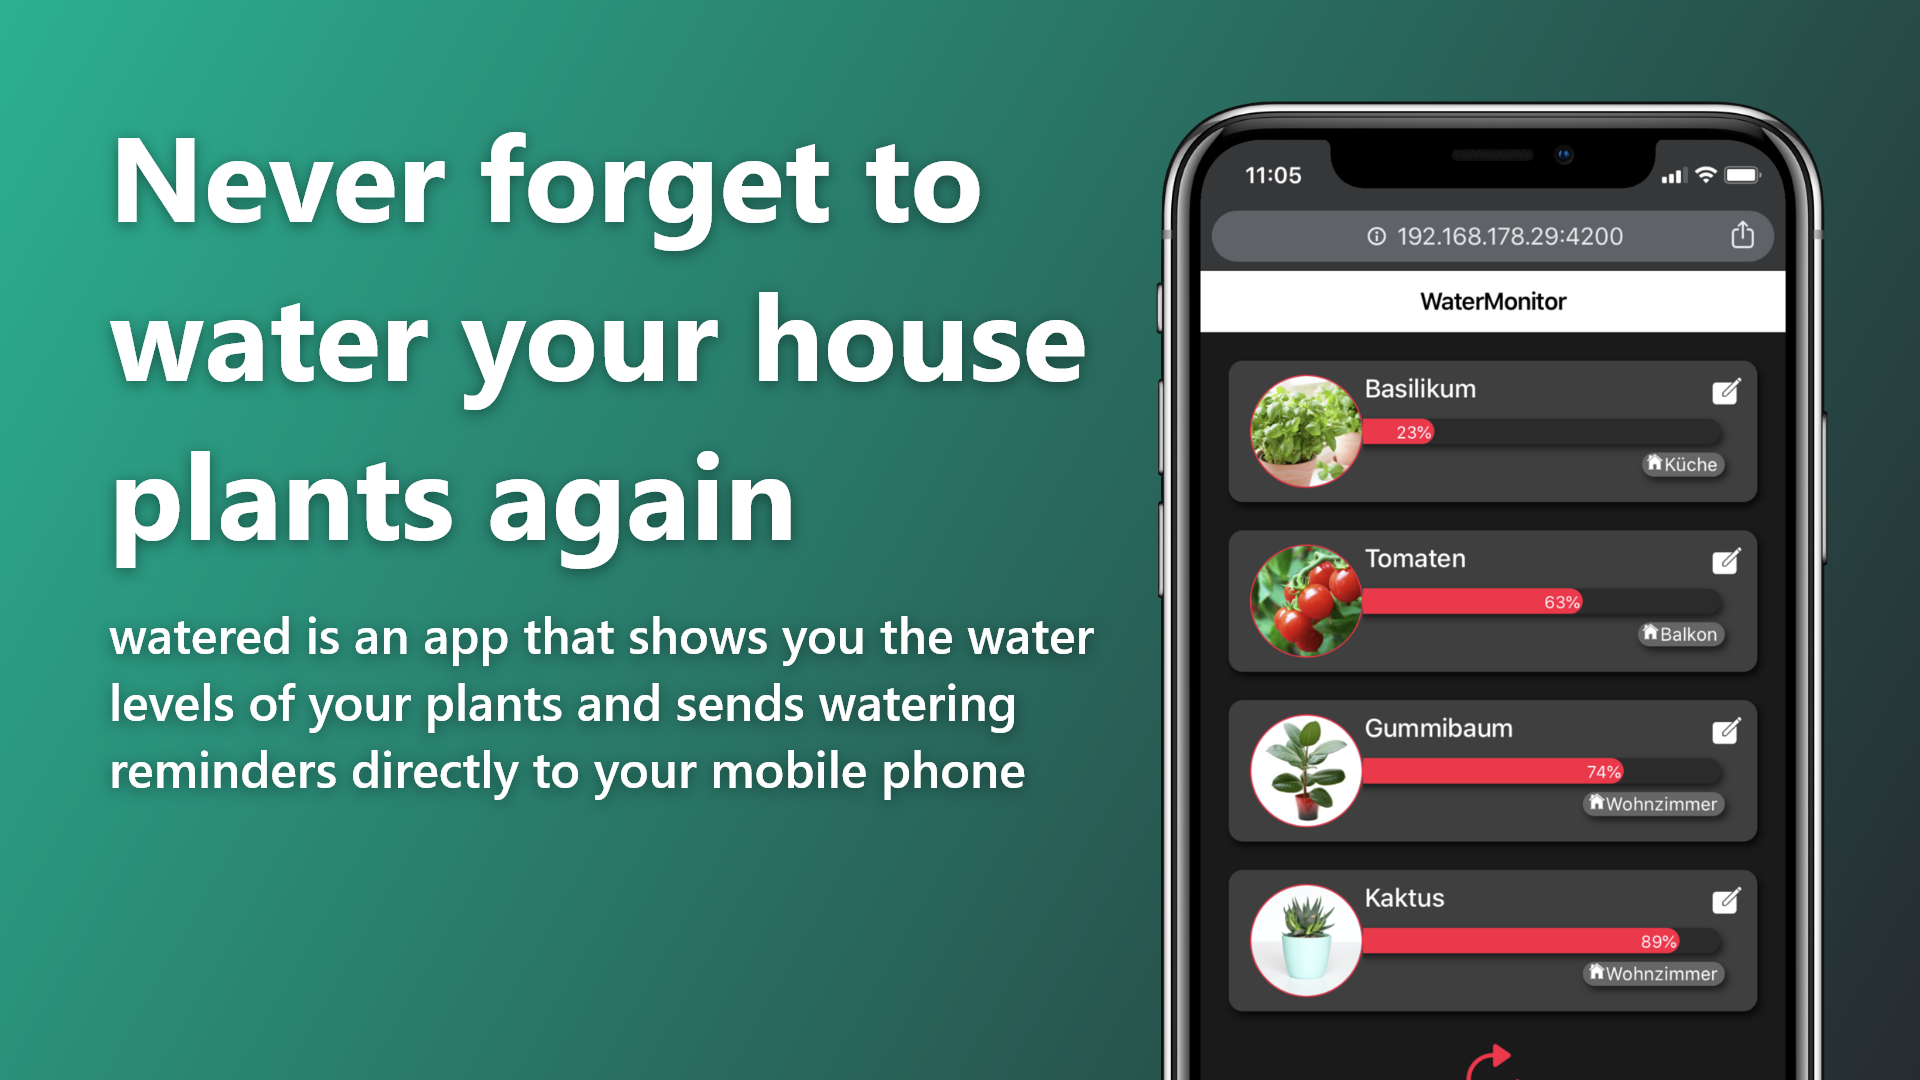 Never forget to
water your house
plants again
watered is an app that shows you the water
levels of your plants and sends watering
reminders directly to your mobile phone
11:05
192.168.178.29:4200
WaterMonitor
Basilikum
23%
Küche
Tomaten
63%
Balkon
Gummibaum
74%
Wohnzimmer
Kaktus
89%
Wohnzimmer